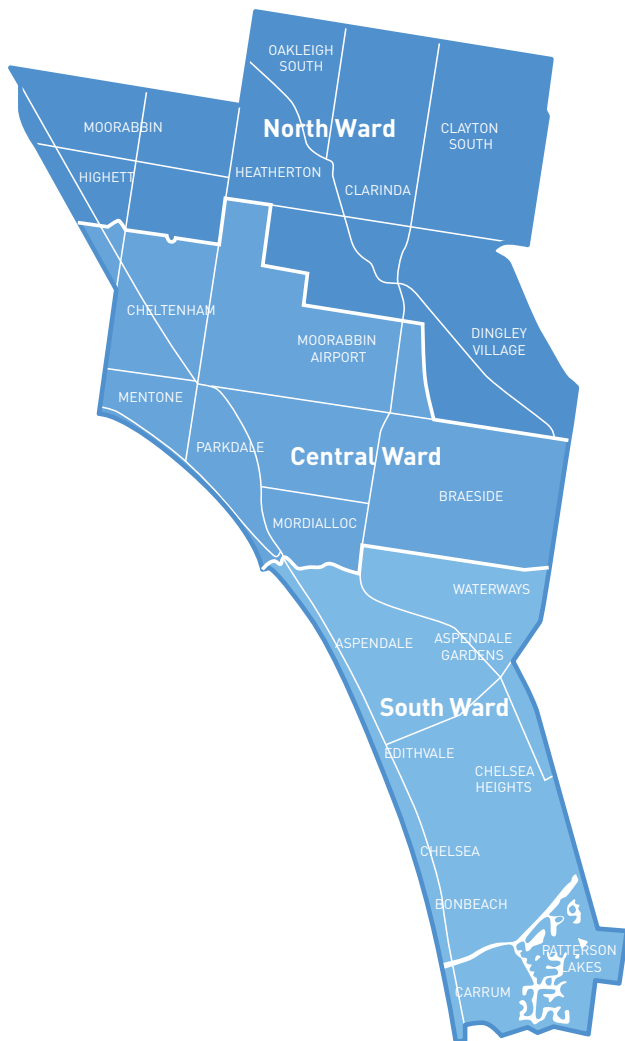 OAKLEIGH
SOUTH
MOORABBIN
North Ward
CLAYTON
SOUTH
HIGHETT
HEATHERTON
CLARINDA
CHELTENHAM
MOORABBIN
AIRPORT
DINGLEY
VILLAGE
MENTONE
PARKDALE
Central Ward
BRAESIDE
MORDIALLOC
WATERWAYS
ASPENDALE
ASPENDALE
GARDENS
South Ward
EDITHVALE
CHELSEA
HEIGHTS
CHELSEA
BONBEACH
PATTERSON
LAKES
CARRUM